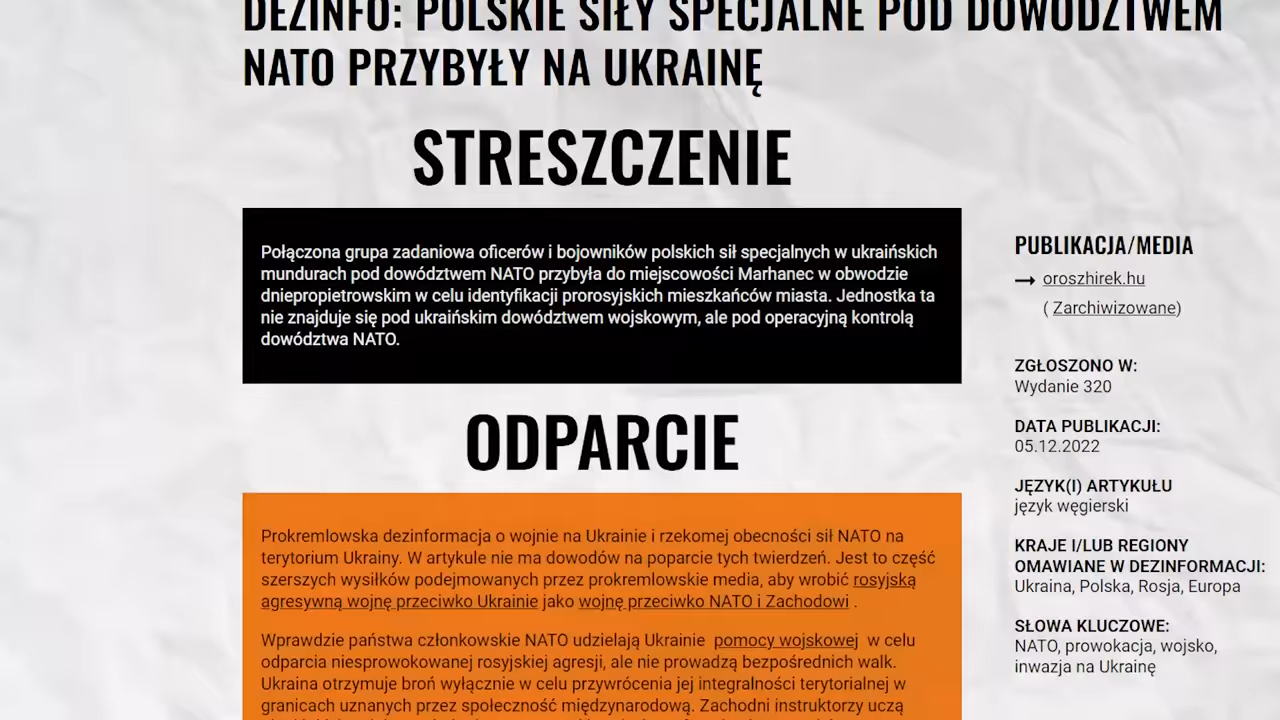 DEZINFO: POLSKIE SIŁY SPECJALNE POD DOWÓDZTWEM
NATO PRZYBYŁY NA UKRAINĘ
STRESZCZENIE
Połączona grupa zadaniowa oficerów i bojowników polskich sił specjalnych w ukraińskich
mundurach pod dowództwem NATO przybyła do miejscowości Marhanec w obwodzie
dniepropietrowskim w celu identyfikacji prorosyjskich mieszkańców miasta. Jednostka ta
nie znajduje się pod ukraińskim dowództwem wojskowym, ale pod operacyjną kontrolą
dowództwa NATO.
ODPARCIE
Prokremlowska dezinformacja o wojnie na Ukrainie i rzekomej obecności sił NATO na
terytorium Ukrainy. W artykule nie ma dowodów na poparcie tych twierdzeń. Jest to część
szerszych wysiłków podejmowanych przez prokremlowskie media, aby wrobić rosyjską
agresywną wojnę przeciwko Ukrainie jako wojnę przeciwko NATO i Zachodowi .
Wprawdzie państwa członkowskie NATO udzielają Ukrainie pomocy wojskowej w celu
odparcia niesprowokowanej rosyjskiej agresji, ale nie prowadzą bezpośrednich walk.
Ukraina otrzymuje broń wyłącznie w celu przywrócenia jej integralności terytorialnej w
granicach uznanych przez społeczność międzynarodową. Zachodni instruktorzy uczą
PUBLIKACJA/MEDIA
→ oroszhirek.hu
( Zarchiwizowane)
ZGŁOSZONO W:
Wydanie 320
DATA PUBLIKACJI:
05.12.2022
JĘZYK(I) ARTYKUŁU
język węgierski
KRAJE I/LUB REGIONY
OMAWIANE W DEZINFORMACJI:
Ukraina, Polska, Rosja, Europa
SŁOWA KLUCZOWE:
NATO, prowokacja, wojsko,
inwazja na Ukrainę